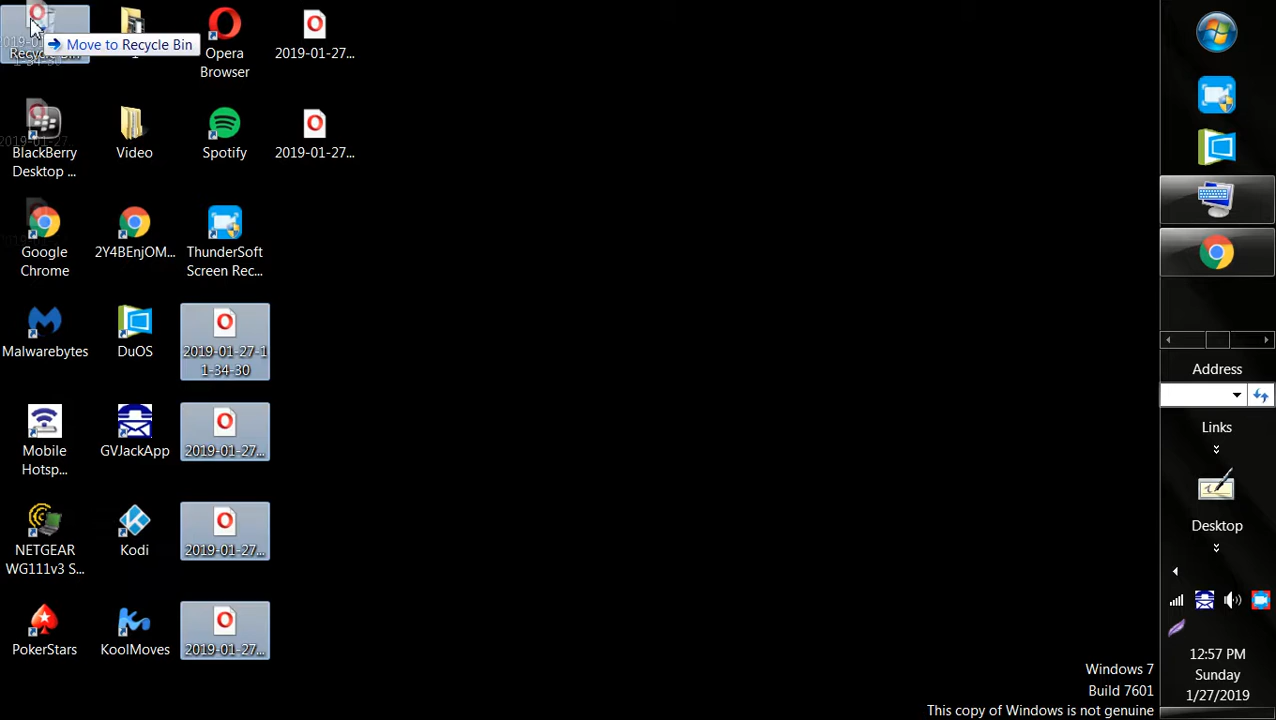 Move to Recycle Bin
Opera
Browser
2019-01-27...
BlackBerry
Desktop ...
Video
Spotify
2019-01-27...
Google
Chrome
2Y4BEnjOM...
ThunderSoft
Screen Rec...
Malwarebytes
DuOS
2019-01-27-1
1-34-30
Mobile
Hotsp...
GVJackApp
2019-01-27...
NETGEAR
WG111v3 S...
Kodi
2019-01-27...
PokerStars
KoolMoves
2019-01-27...
Address
Links
Desktop
12:57 PM
Sunday
1/27/2019
Windows 7
Build 7601
This copy of Windows is not genuine